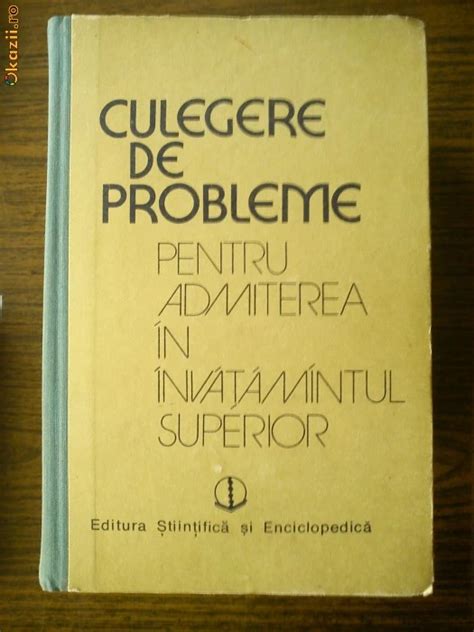 Okazii.ro
CULEGERE
DE
PROBLEME
PENTRU
ADMITEREA
ÎN
ÎNVĂȚĂMÎNTUL
SUPERIOR
Editura Științifică și Enciclopedică